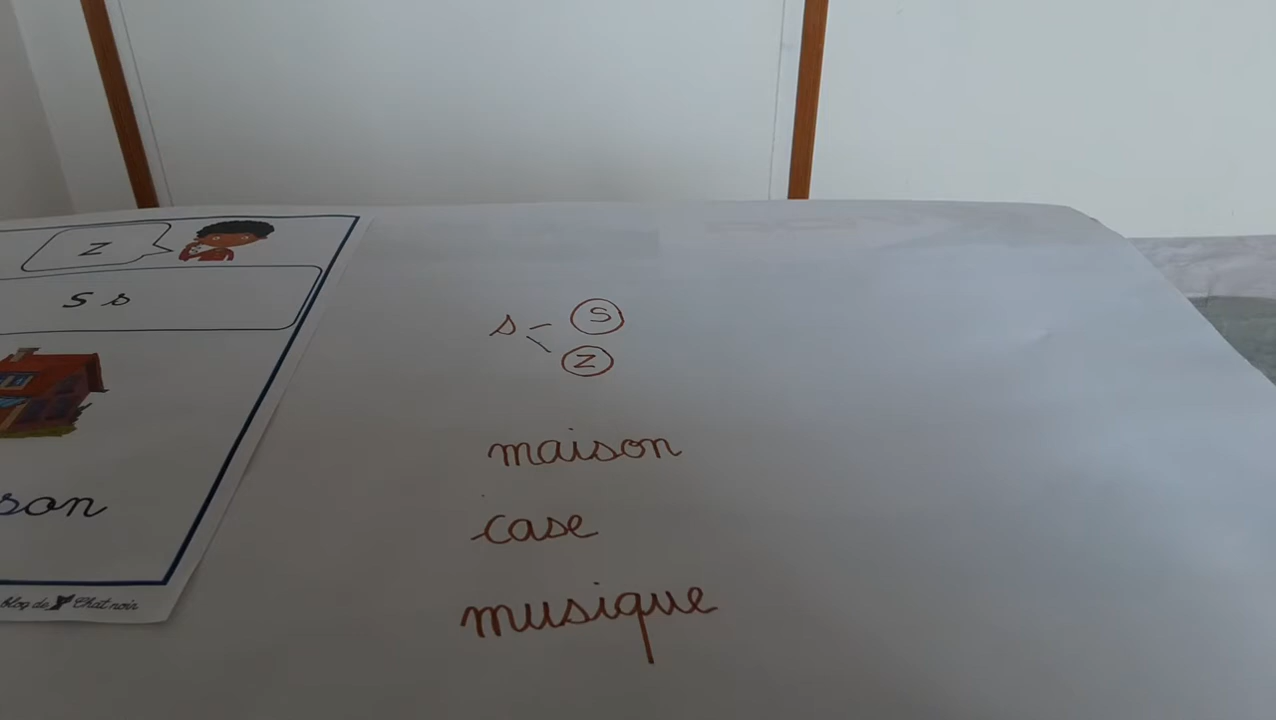 z
s s
son
blog de Chat noir
s s
z
maison
case
musique